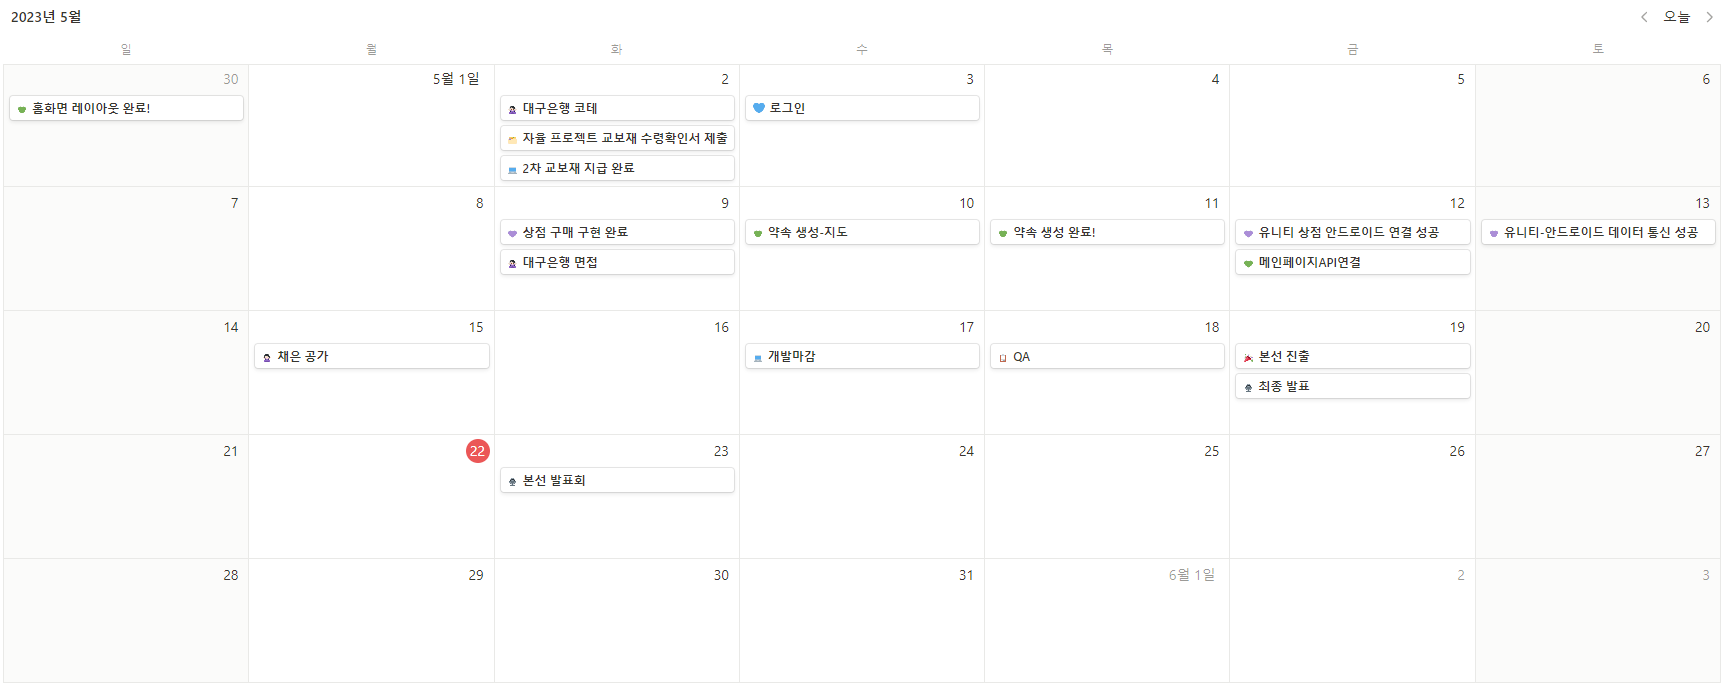 2023년 5월
오늘
일 월 화 수 목 금 토
30 5월 1일 2 3 4 5 6
홈화면 레이아웃 완료!
대구은행 코테
자율 프로젝트 교보재 수령확인서 제출
2차 교보재 지급 완료
로그인
7 8 9 10 11 12 13
상점 구매 구현 완료
대구은행 면접
약속 생성-지도
약속 생성 완료!
유니티 상점 안드로이드 연결 성공
메인페이지API연결
유니티-안드로이드 데이터 통신 성공
14 15 16 17 18 19 20
채은 공가
개발마감
QA
본선 진출
최종 발표
21 22 23 24 25 26 27
본선 발표회
28 29 30 31 6월 1일 2 3